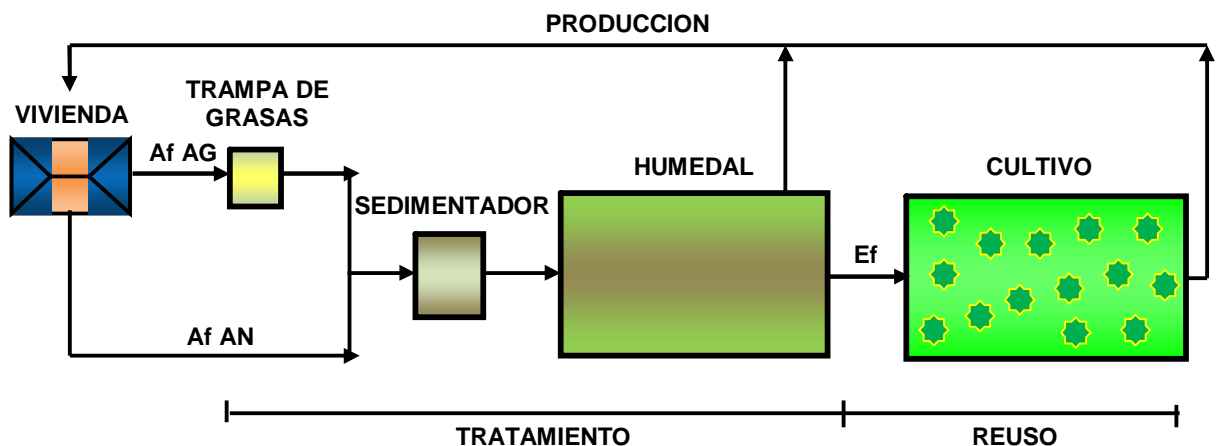 PRODUCCION
TRAMPA DE
GRASAS
VIVIENDA
Af AG
HUMEDAL
CULTIVO
SEDIMENTADOR
Ef
Af AN
TRATAMIENTO
REUSO